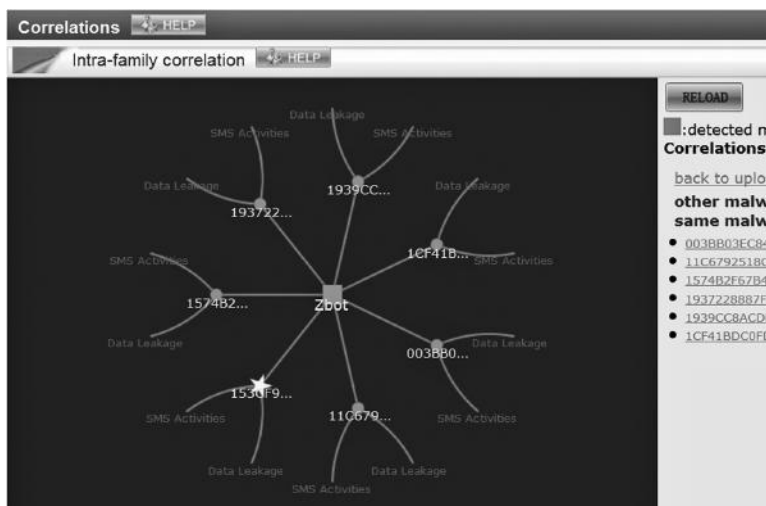 Correlations HELP
Intra-family correlation HELP
RELOAD
:detected m
Correlations
back to uplo
other malw
same malw
003BB03EC84
11C6792518C
1574B2F67B4
1937228887F
1939CC8ACD
1CF41BDC0F
Data Leakage
SMS Activities
SMS Activities
1939CC...
Data Leakage
193722...
Data Leakage
SMS Activities
1CF41B...
SMS Activities
1574B2...
Zbot
Data Leakage
003BB0...
Data Leakage
SMS Activities
153CF9...
SMS Activities
11C679...
Data Leakage
Data Leakage
SMS Activities